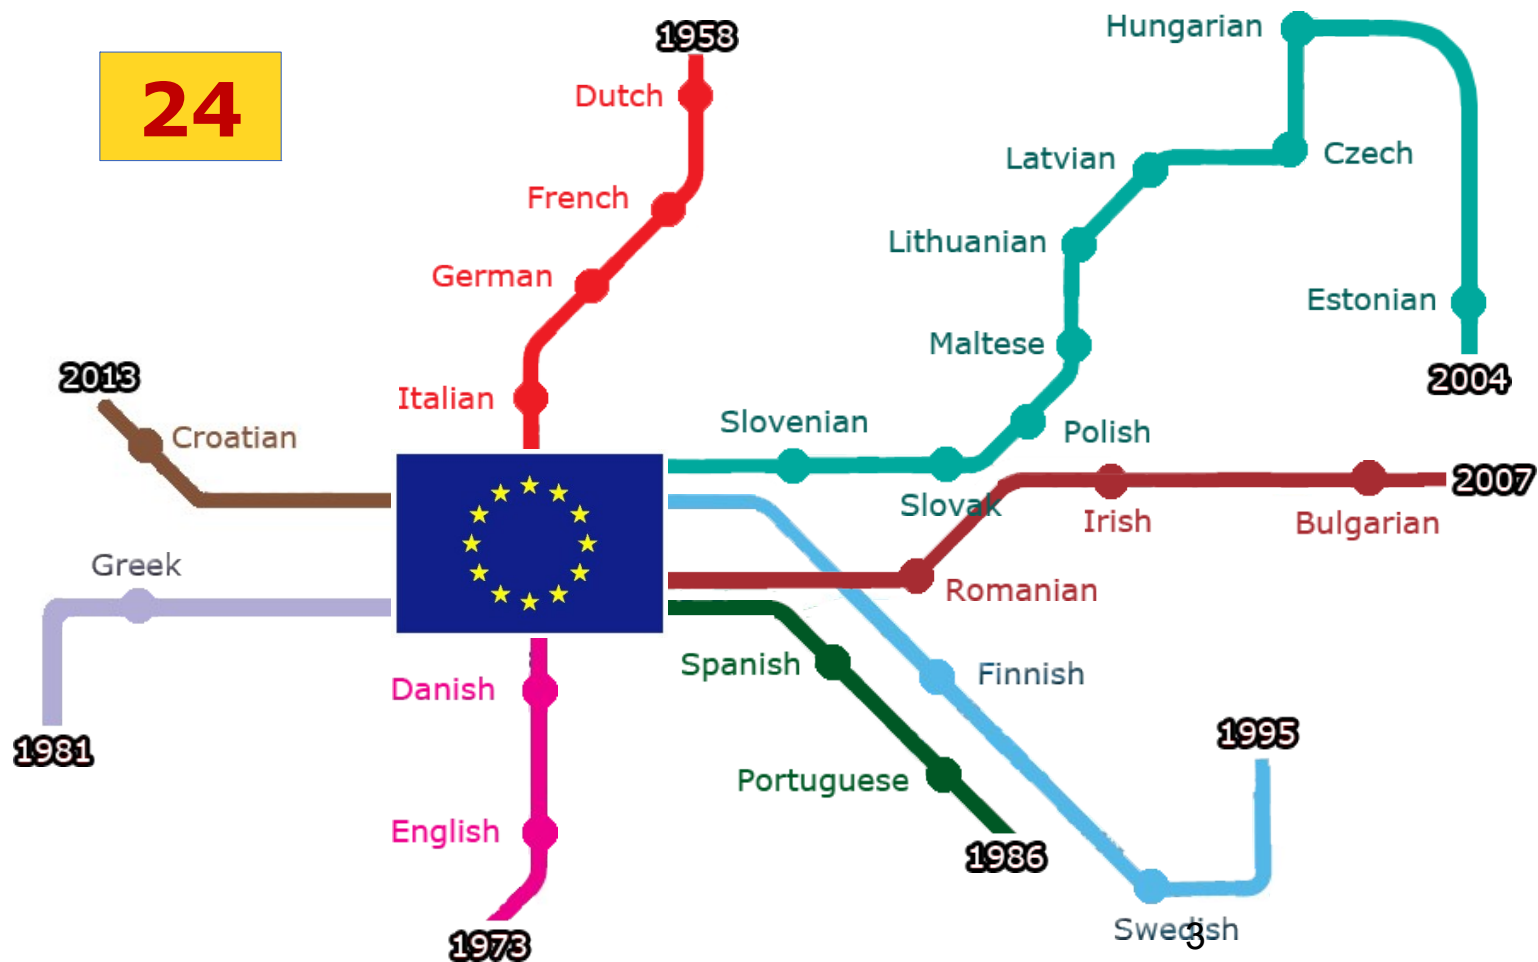 24
1958
Dutch
French
German
Italian
Hungarian
Czech
Latvian
Lithuanian
Estonian
2004
Maltese
Polish
Slovenian
Slovak
2013
Croatian
2007
Irish
Bulgarian
Romanian
Greek
1981
Danish
English
1973
Spanish
Portuguese
1986
Finnish
1995
Swedish
3